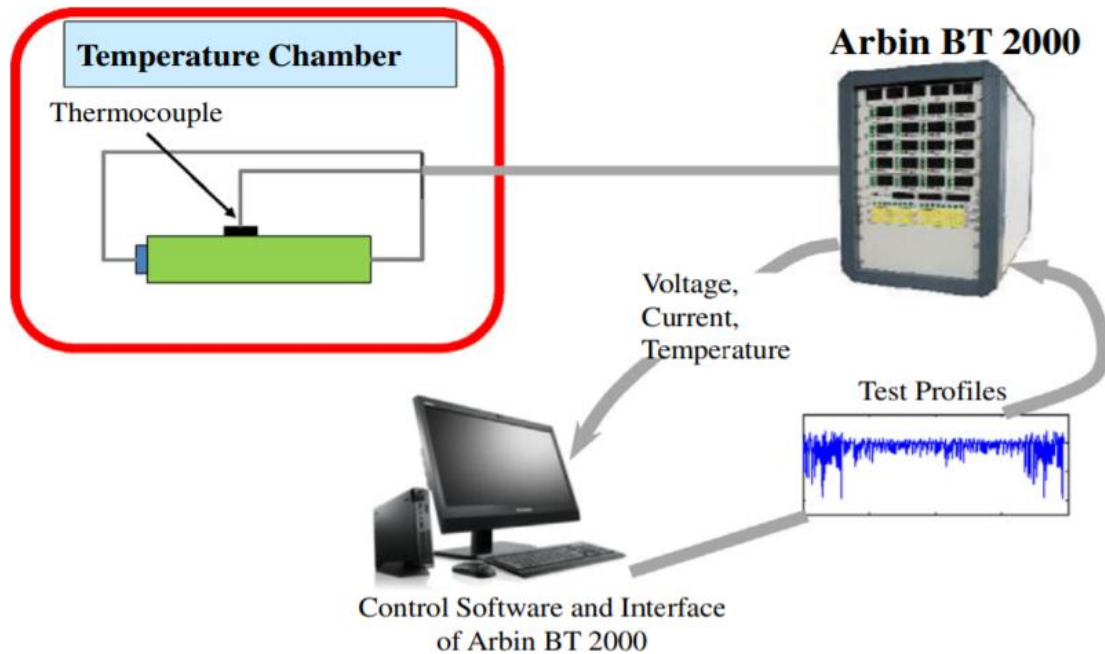 Temperature Chamber
Thermocouple
Arbin BT 2000
Voltage,
Current,
Temperature
Test Profiles
Control Software and Interface
of Arbin BT 2000